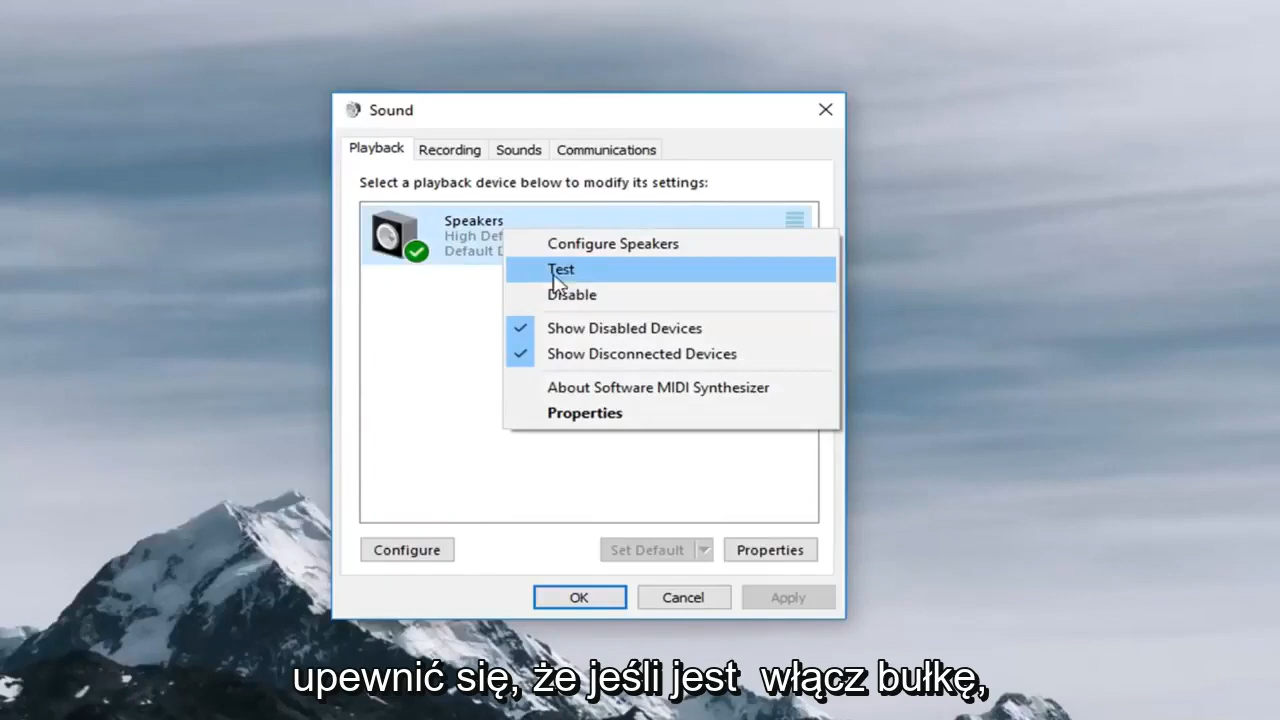 Sound
Playback
Recording
Sounds
Communications
Select a playback device below to modify its settings:
Speakers
High Def
Default D
Configure Speakers
Test
Disable
Show Disabled Devices
Show Disconnected Devices
About Software MIDI Synthesizer
Properties
Configure
Set Default
Properties
OK
Cancel
Apply
upewnić się, że jeśli jest włącz bułkę,